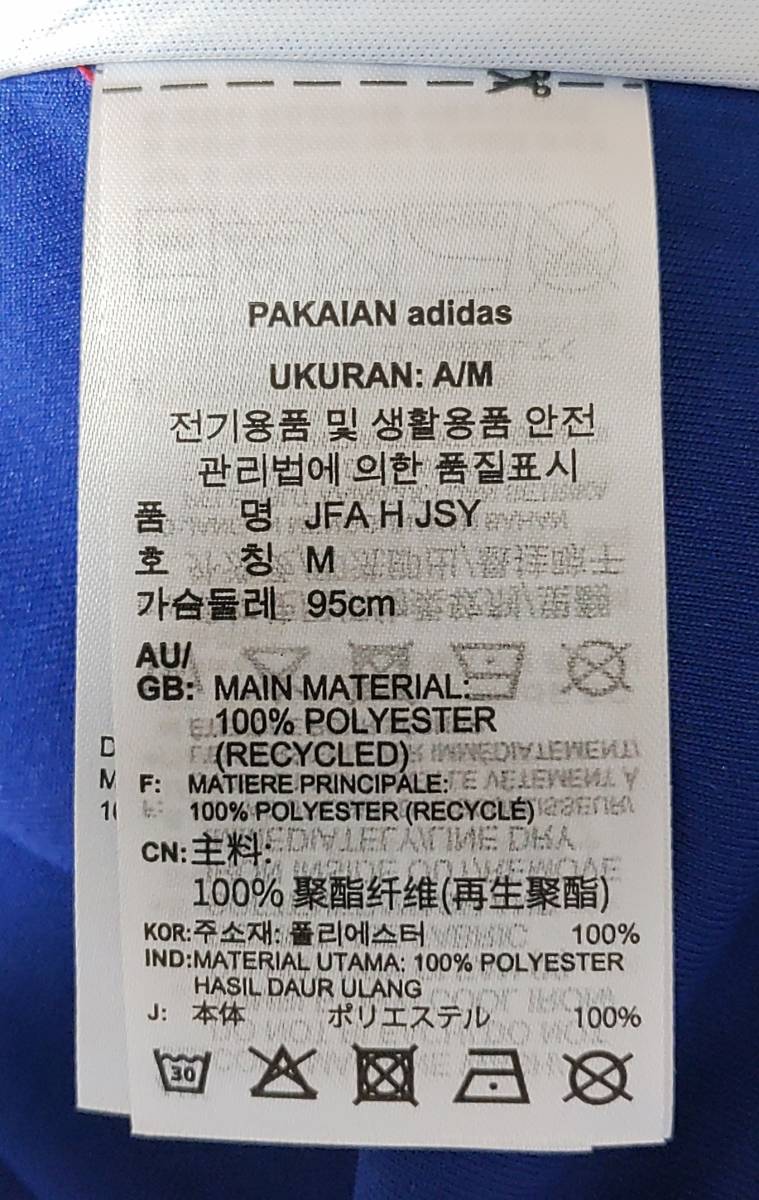 PAKAIAN adidas
UKURAN: A/M
전기용품 및 생활용품 안전
관리법에 의한 품질표시
품 명 JFA H JSY
호 칭 M
가슴둘레 95cm
AU/
GB: MAIN MATERIAL:
100% POLYESTER
(RECYCLED)
F: MATIERE PRINCIPALE:
100% POLYESTER (RECYCLÉ)
CN: 主料:
100% 聚酯纤维(再生聚酯)
KOR: 주소재: 폴리에스터 100%
IND: MATERIAL UTAMA: 100% POLYESTER
HASIL DAUR ULANG
J: 本体 ポリエステル 100%
30